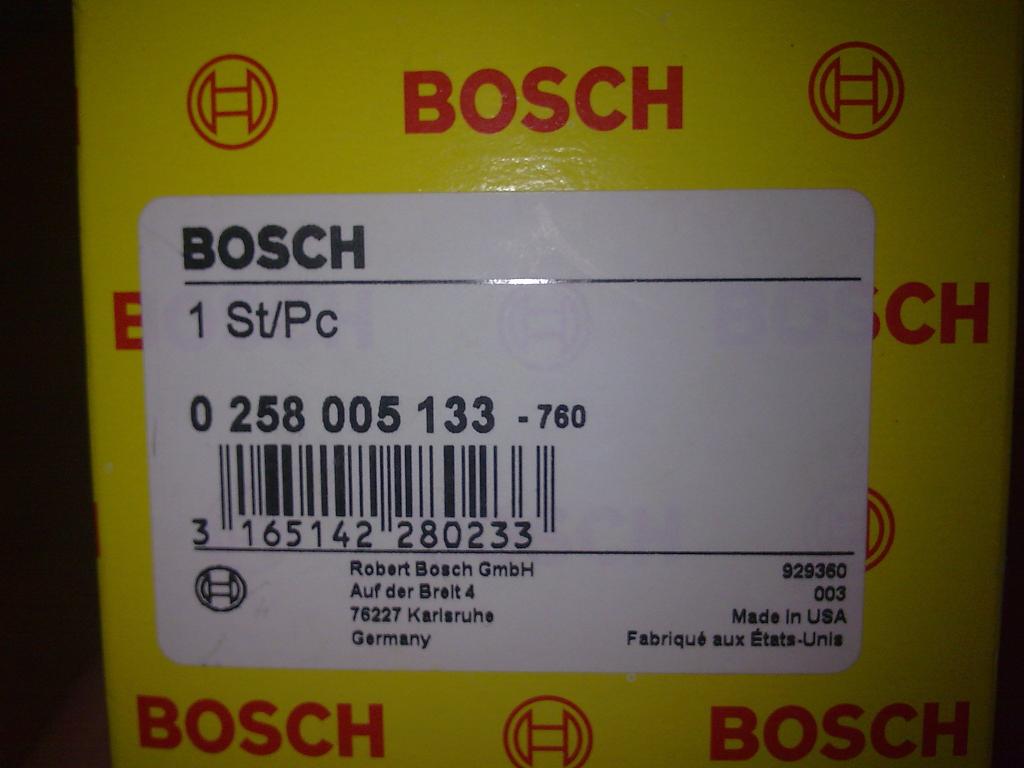 BOSCH
BOSCH
1 St/Pc
BOSCH
0 258 005 133 - 760
3 165142 280233
Robert Bosch GmbH
Auf der Breit 4
76227 Karlsruhe
Germany
929360
003
Made in USA
Fabriqué aux États-Unis
BOSCH
BOSCH